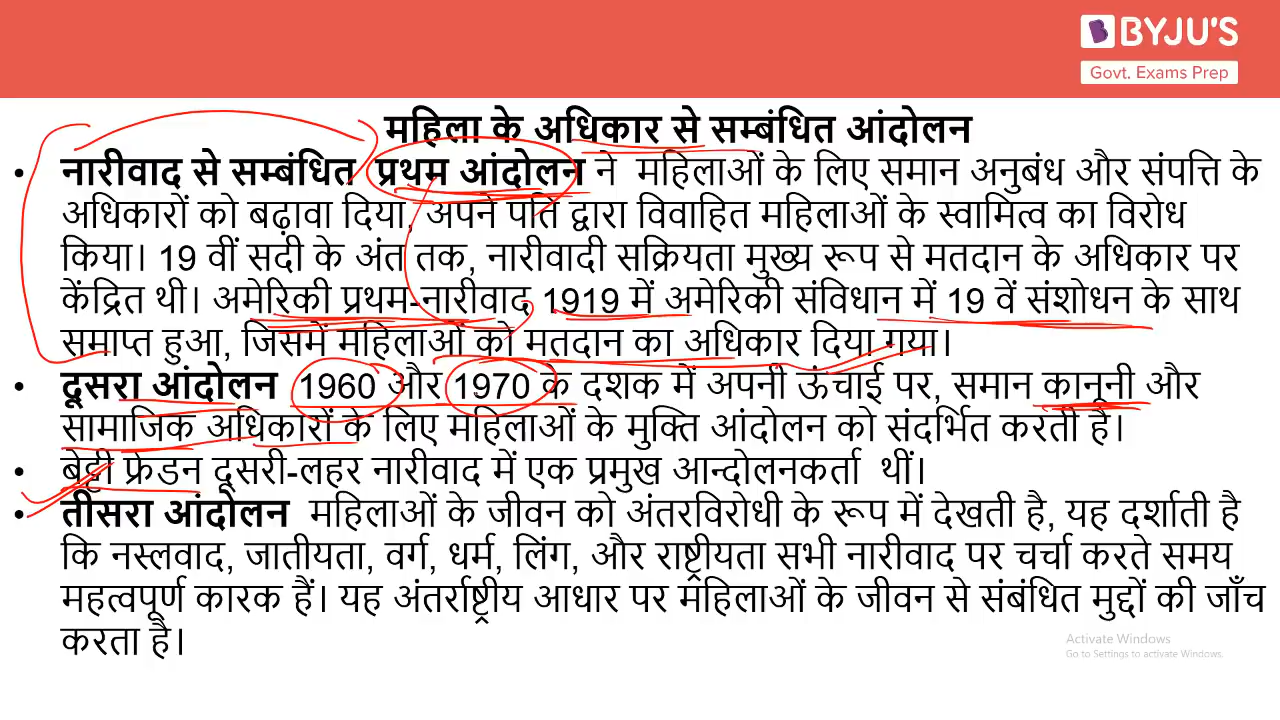 BYJU'S
Govt. Exams Prep
महिला के अधिकार से सम्बंधित आंदोलन
• नारीवाद से सम्बंधित प्रथम आंदोलन ने महिलाओं के लिए समान अनुबंध और संपत्ति के
अधिकारों को बढ़ावा दिया, अपने पति द्वारा विवाहित महिलाओं के स्वामित्व का विरोध
किया। 19 वीं सदी के अंत तक, नारीवादी सक्रियता मुख्य रूप से मतदान के अधिकार पर
केंद्रित थी। अमेरिकी प्रथम-नारीवाद 1919 में अमेरिकी संविधान में 19 वें संशोधन के साथ
समाप्त हुआ, जिसमें महिलाओं को मतदान का अधिकार दिया गया।
• दूसरा आंदोलन 1960 और 1970 के दशक में अपनी ऊंचाई पर, समान कानूनी और
सामाजिक अधिकारों के लिए महिलाओं के मुक्ति आंदोलन को संदर्भित करती है।
• बेट्टी फ्रेडन दूसरी-लहर नारीवाद में एक प्रमुख आन्दोलनकर्ता थीं।
• तीसरा आंदोलन महिलाओं के जीवन को अंतरविरोधी के रूप में देखती है, यह दर्शाती है
कि नस्लवाद, जातीयता, वर्ग, धर्म, लिंग, और राष्ट्रीयता सभी नारीवाद पर चर्चा करते समय
महत्वपूर्ण कारक हैं। यह अंतर्राष्ट्रीय आधार पर महिलाओं के जीवन से संबंधित मुद्दों की जाँच
करता है।
Activate Windows
Go to Settings to activate Windows.